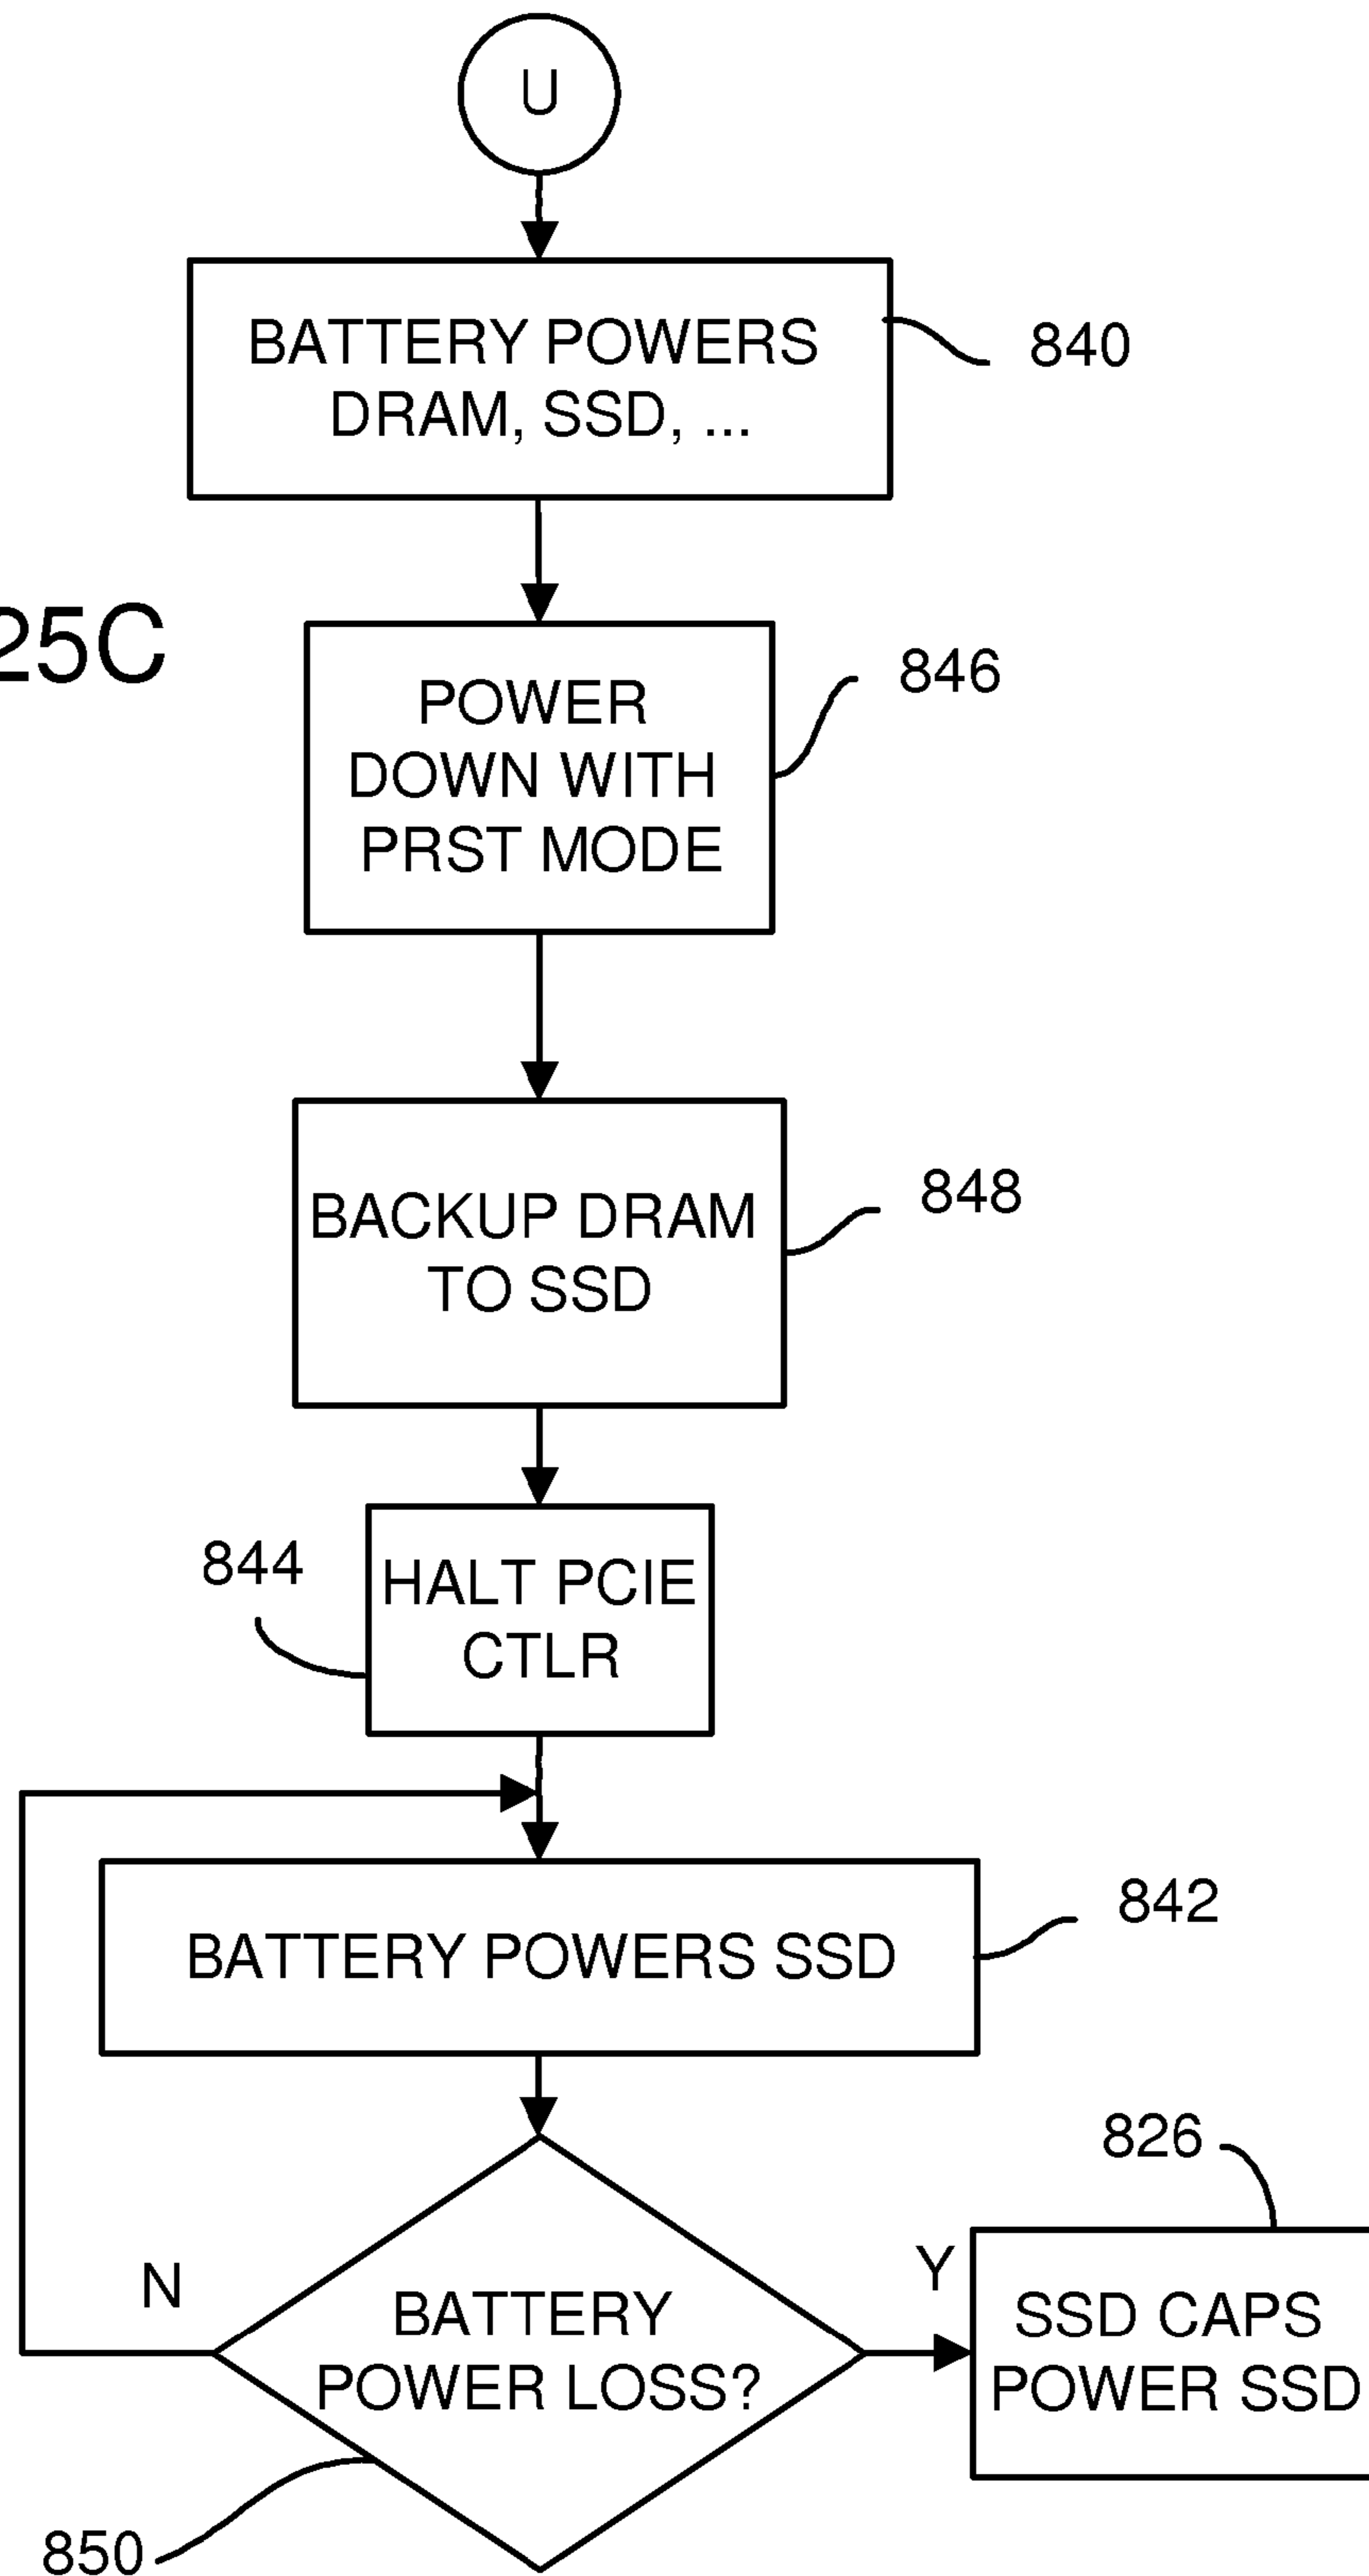 U
BATTERY POWERS
DRAM, SSD, ...
840
25C
POWER
DOWN WITH
PRST MODE
846
BACKUP DRAM
TO SSD
848
844
HALT PCIE
CTLR
BATTERY POWERS SSD
842
826
N
BATTERY
POWER LOSS?
Y
SSD CAPS
POWER SSD
850